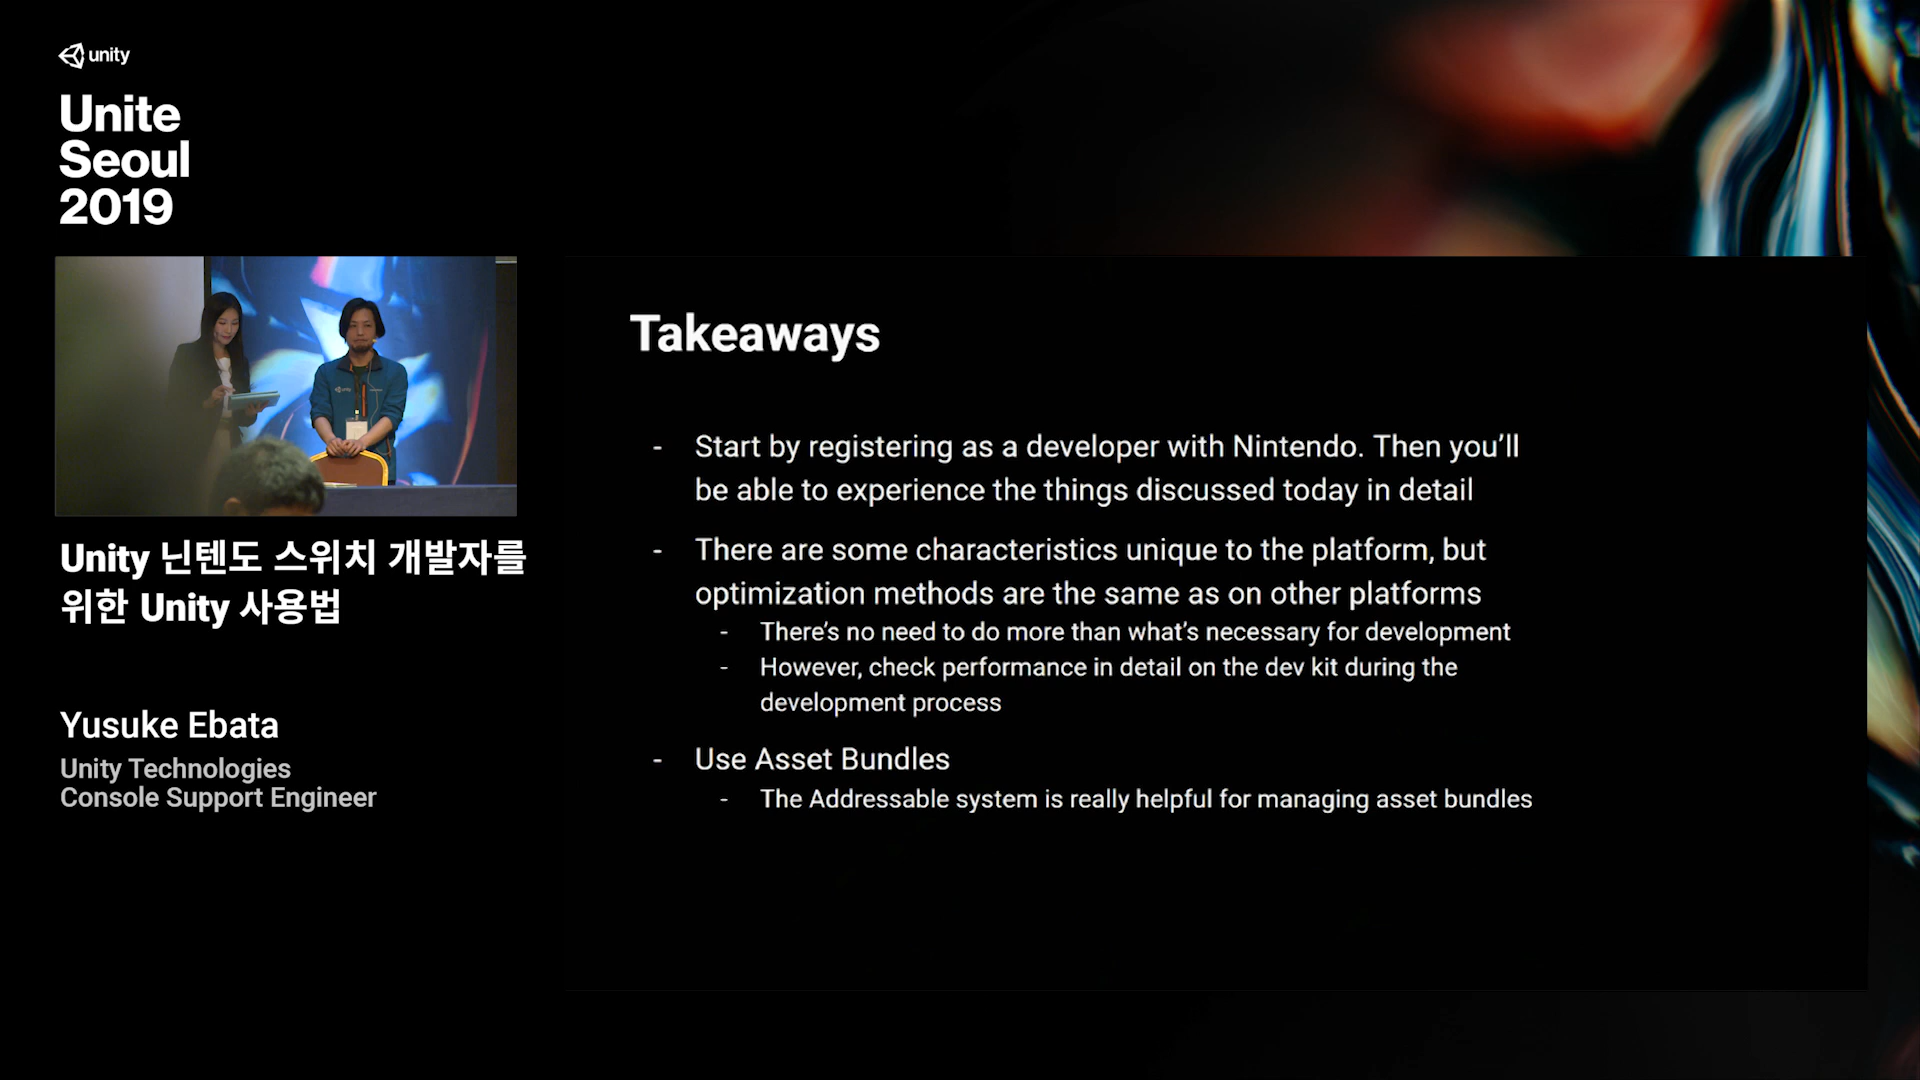 unity
Unite
Seoul
2019
Unity 닌텐도 스위치 개발자를
위한 Unity 사용법
Yusuke Ebata
Unity Technologies
Console Support Engineer
Takeaways
- Start by registering as a developer with Nintendo. Then you’ll
be able to experience the things discussed today in detail
- There are some characteristics unique to the platform, but
optimization methods are the same as on other platforms
- There’s no need to do more than what’s necessary for development
- However, check performance in detail on the dev kit during the
development process
- Use Asset Bundles
- The Addressable system is really helpful for managing asset bundles